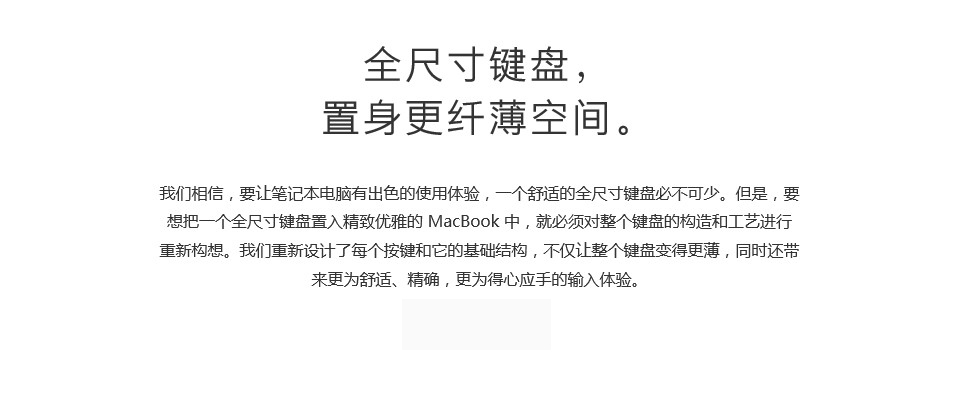 全尺寸键盘，
置身更纤薄空间。
我们相信，要让笔记本电脑有出色的使用体验，一个舒适的全尺寸键盘必不可少。但是，要
想把一个全尺寸键盘置入精致优雅的 MacBook 中，就必须对整个键盘的构造和工艺进行
重新构想。我们重新设计了每个按键和它的基础结构，不仅让整个键盘变得更薄，同时还带
来更为舒适、精确，更为得心应手的输入体验。